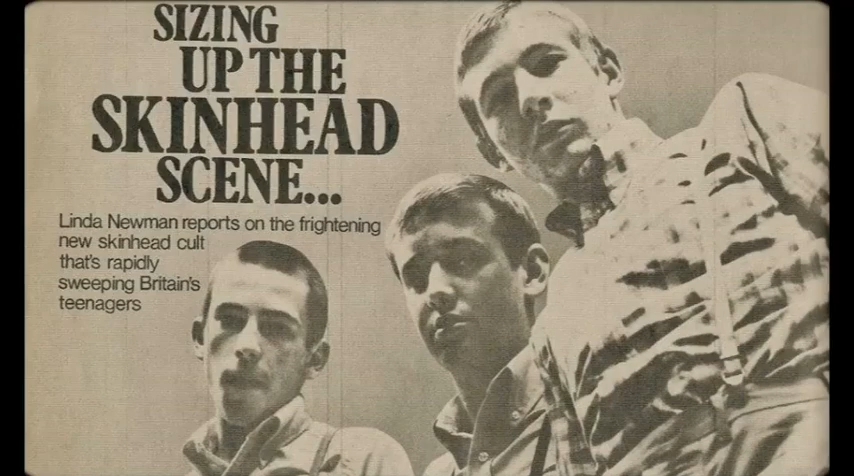 SIZING
UP THE
SKINHEAD
SCENE...
Linda Newman reports on the frightening
new skinhead cult
that's rapidly
sweeping Britain's
teenagers